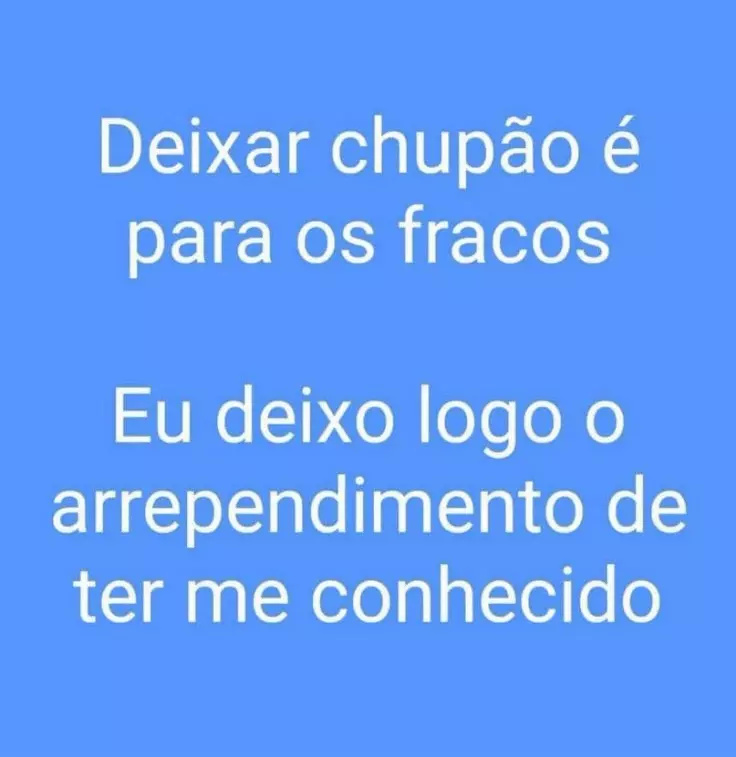 Deixar chupão é
para os fracos
Eu deixo logo o
arrependimento de
ter me conhecido